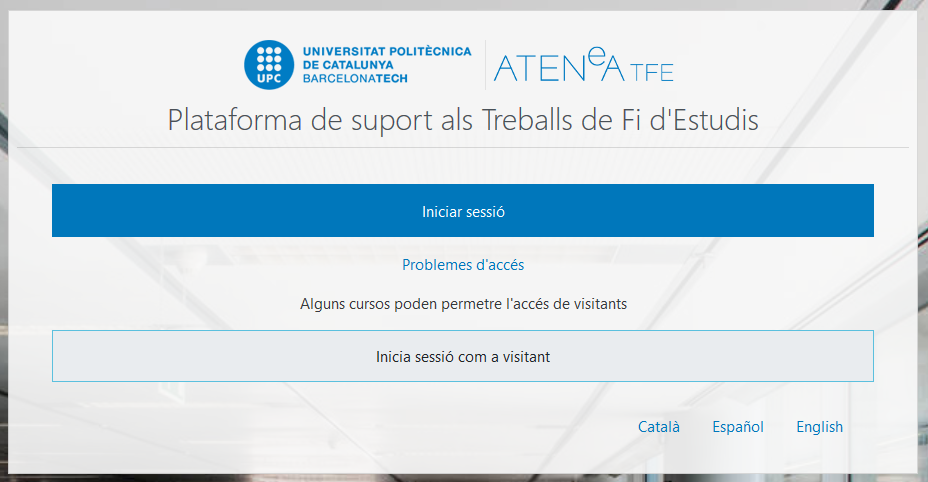 UNIVERSITAT POLITÈCNICA
DE CATALUNYA
BARCELONATECH
UPC
ATENeA TFE
Plataforma de suport als Treballs de Fi d'Estudis
Iniciar sessió
Problemes d'accés
Alguns cursos poden permetre l'accés de visitants
Inicia sessió com a visitant
Català Español English